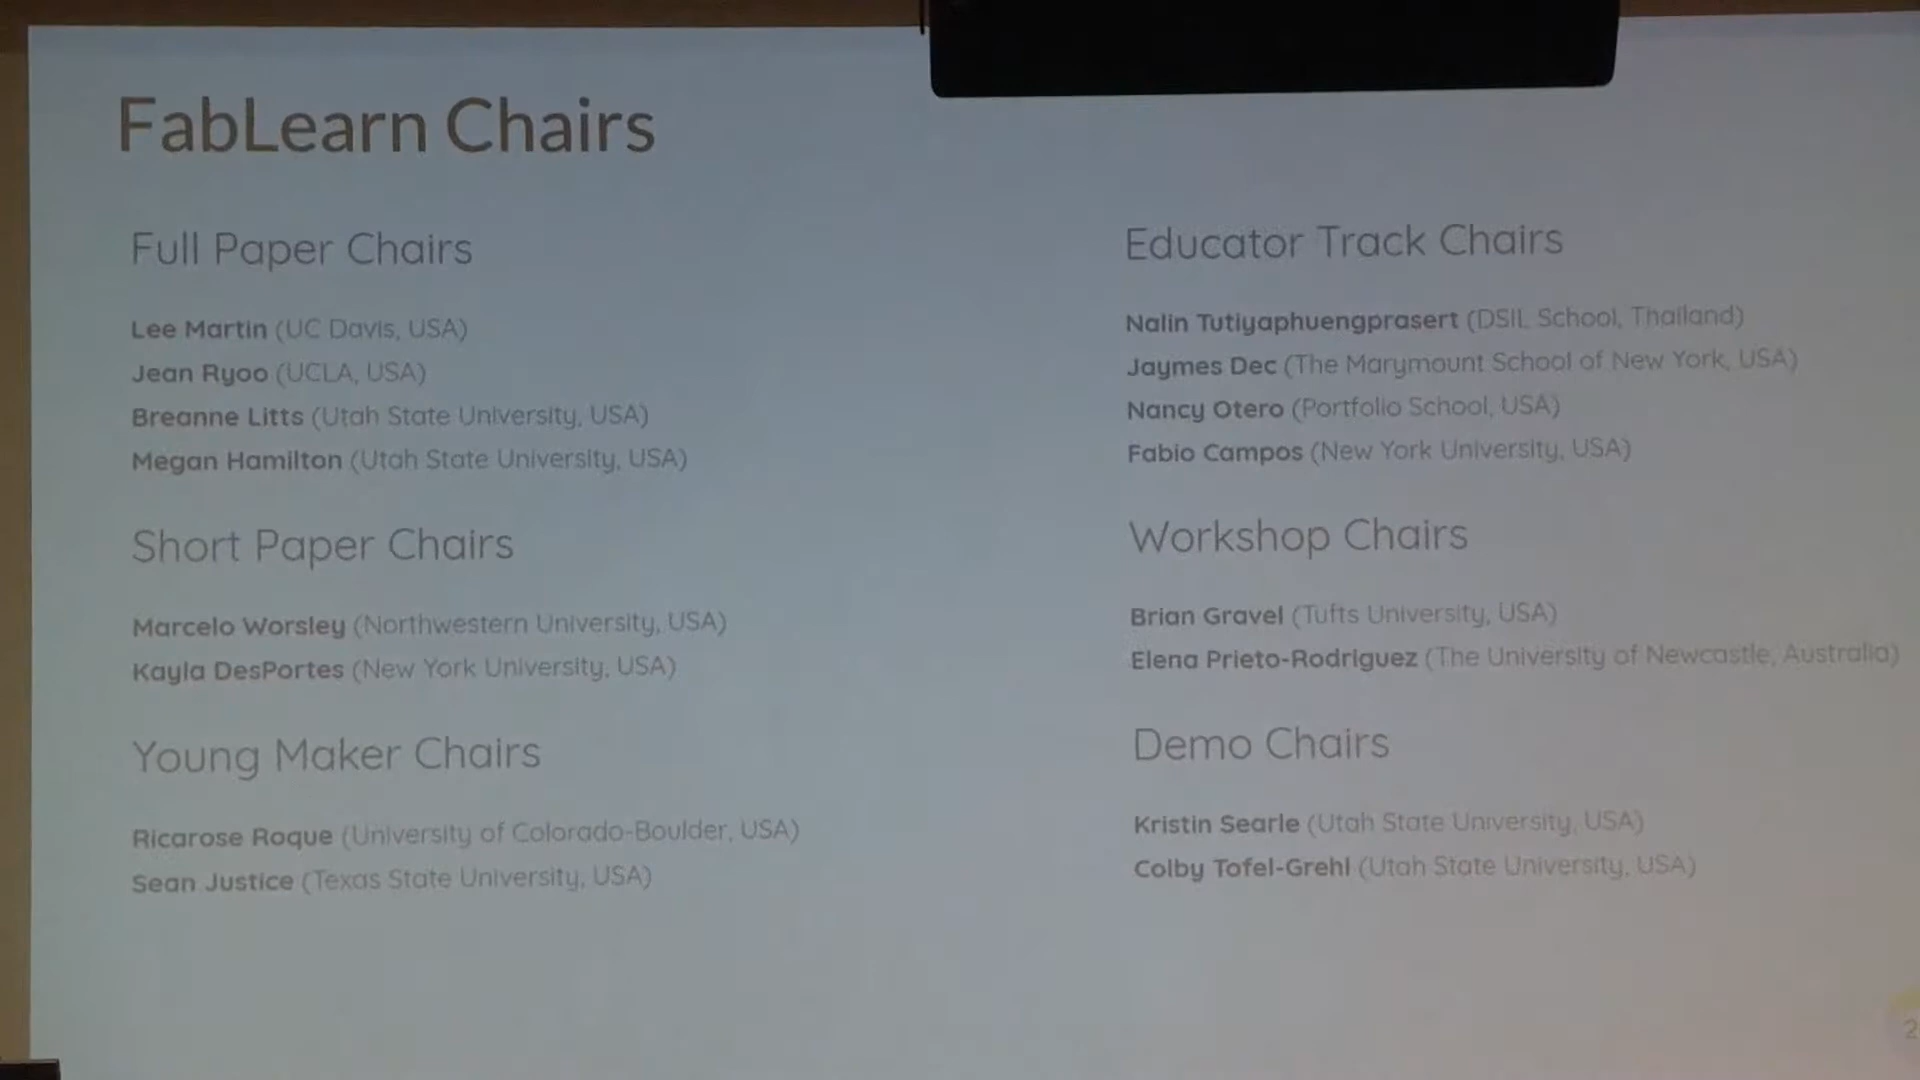 FabLearn Chairs
Full Paper Chairs
Lee Martin (UC Davis, USA)
Jean Ryoo (UCLA, USA)
Breanne Litts (Utah State University, USA)
Megan Hamilton (Utah State University, USA)
Short Paper Chairs
Marcelo Worsley (Northwestern University, USA)
Kayla DesPortes (New York University, USA)
Young Maker Chairs
Ricarose Roque (University of Colorado-Boulder, USA)
Sean Justice (Texas State University, USA)
Educator Track Chairs
Nalin Tutiyaphuengprasert (DSIL School, Thailand)
Jaymes Dec (The Marymount School of New York, USA)
Nancy Otero (Portfolio School, USA)
Fabio Campos (New York University, USA)
Workshop Chairs
Brian Gravel (Tufts University, USA)
Elena Prieto-Rodriguez (The University of Newcastle, Australia)
Demo Chairs
Kristin Searle (Utah State University, USA)
Colby Tofel-Grehl (Utah State University, USA)